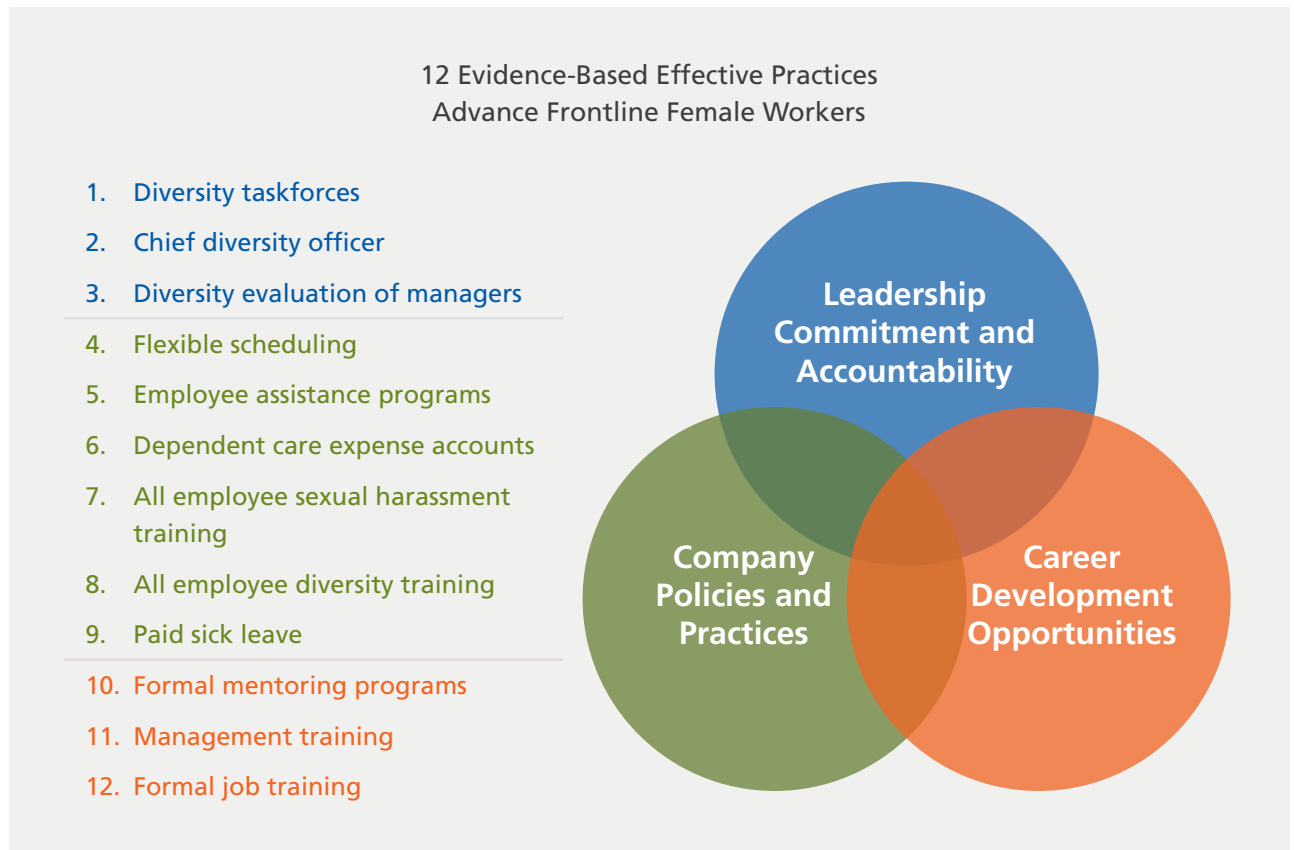 12 Evidence-Based Effective Practices
Advance Frontline Female Workers
1. Diversity taskforces
2. Chief diversity officer
3. Diversity evaluation of managers
4. Flexible scheduling
5. Employee assistance programs
6. Dependent care expense accounts
7. All employee sexual harassment
training
8. All employee diversity training
9. Paid sick leave
10. Formal mentoring programs
11. Management training
12. Formal job training
Leadership
Commitment and
Accountability
Company
Policies and
Practices
Career
Development
Opportunities